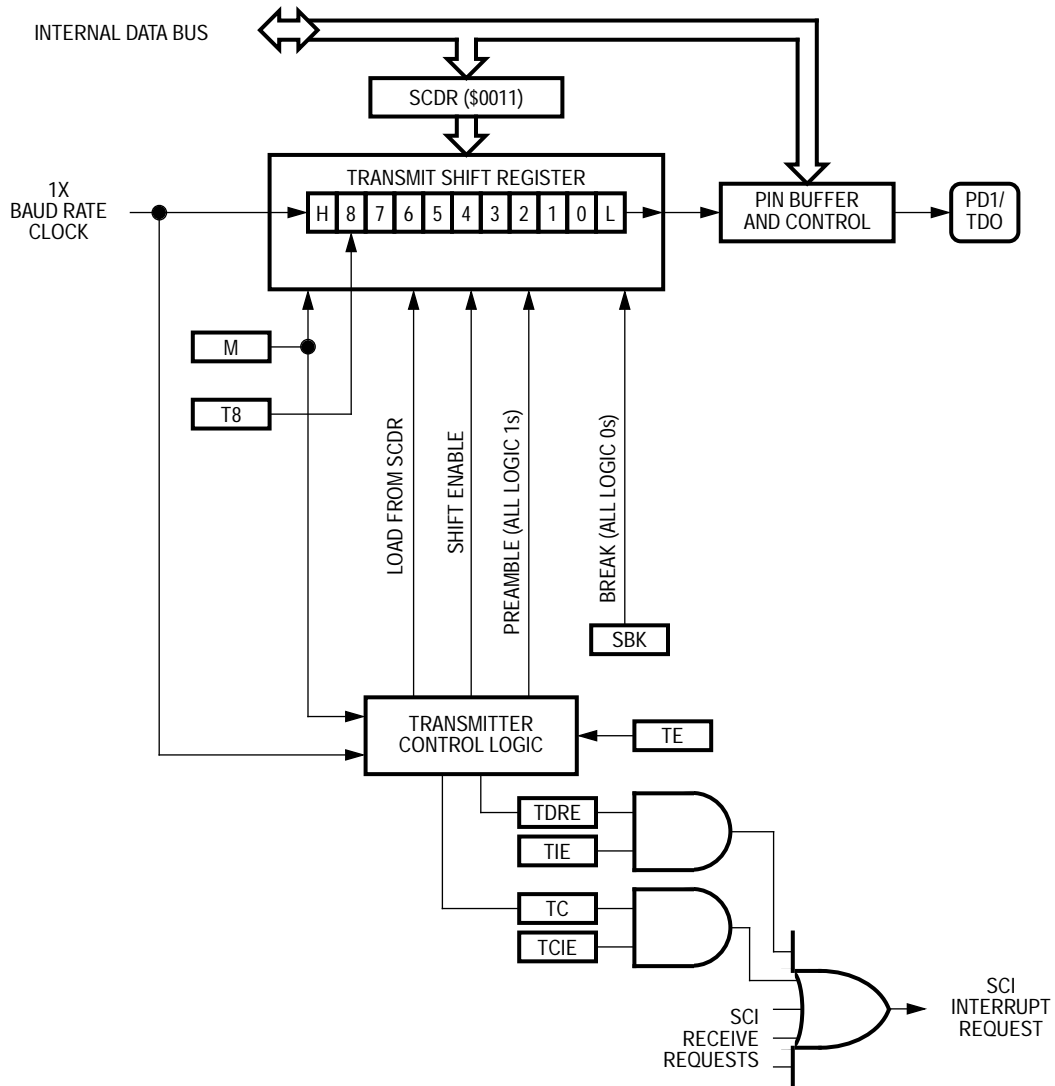 INTERNAL DATA BUS
SCDR ($0011)
TRANSMIT SHIFT REGISTER
H 8 7 6 5 4 3 2 1 0 L
1X
BAUD RATE
CLOCK
PIN BUFFER
AND CONTROL
PD1/
TDO
M
T8
LOAD FROM SCDR
SHIFT ENABLE
PREAMBLE (ALL LOGIC 1s)
BREAK (ALL LOGIC 0s)
SBK
TRANSMITTER
CONTROL LOGIC
TE
TDRE
TIE
TC
TCIE
SCI
RECEIVE
REQUESTS
SCI
INTERRUPT
REQUEST